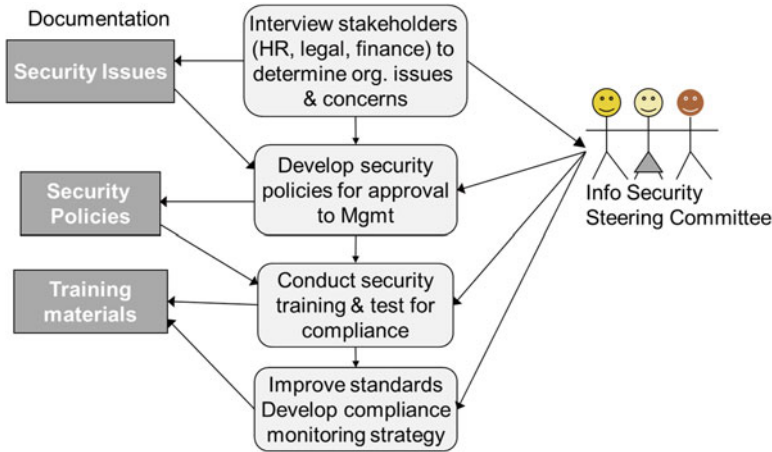 Documentation
Security Issues
Interview stakeholders
(HR, legal, finance) to
determine org. issues
& concerns
Develop security
policies for approval
to Mgmt
Security
Policies
Info Security
Steering Committee
Conduct security
training & test for
compliance
Training
materials
Improve standards
Develop compliance
monitoring strategy